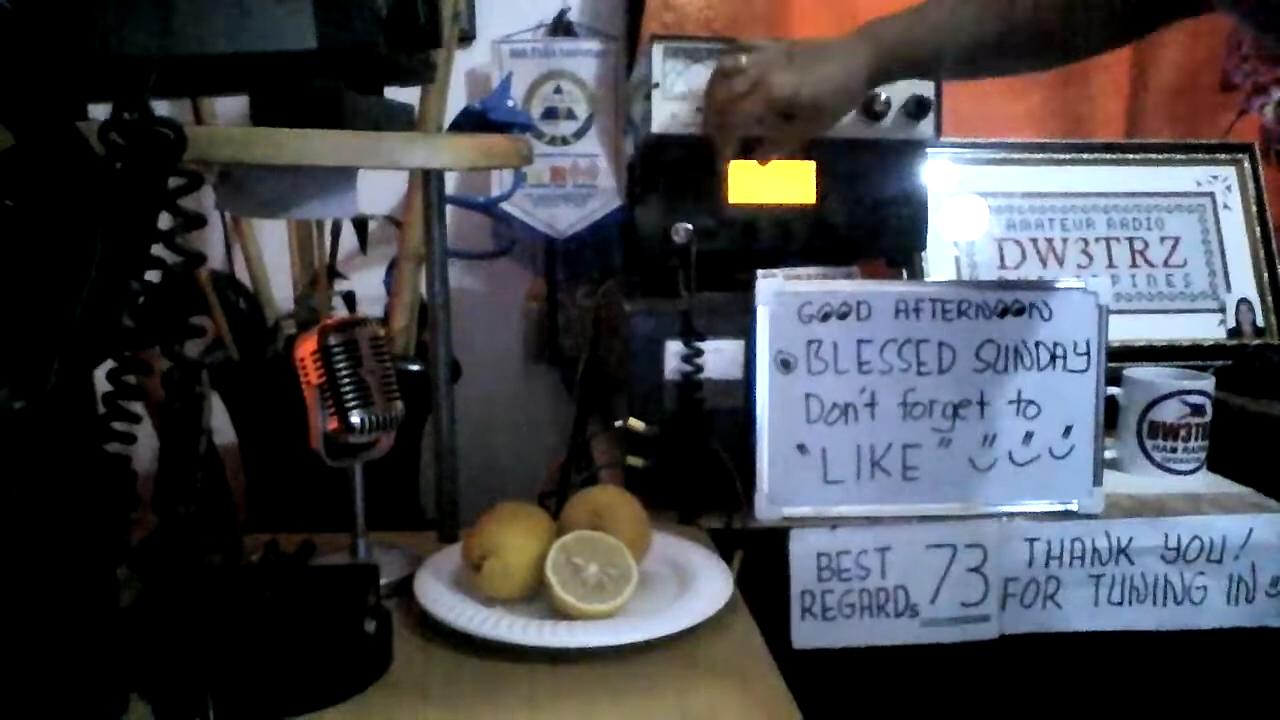 AMATEUR RADIO
DW3TRZ
GOOD AFTERNOON
BLESSED SUNDAY
Don't forget to
"LIKE"
BEST
REGARDs 73
THANK YOU!
FOR TUNING IN
HAM RADIO